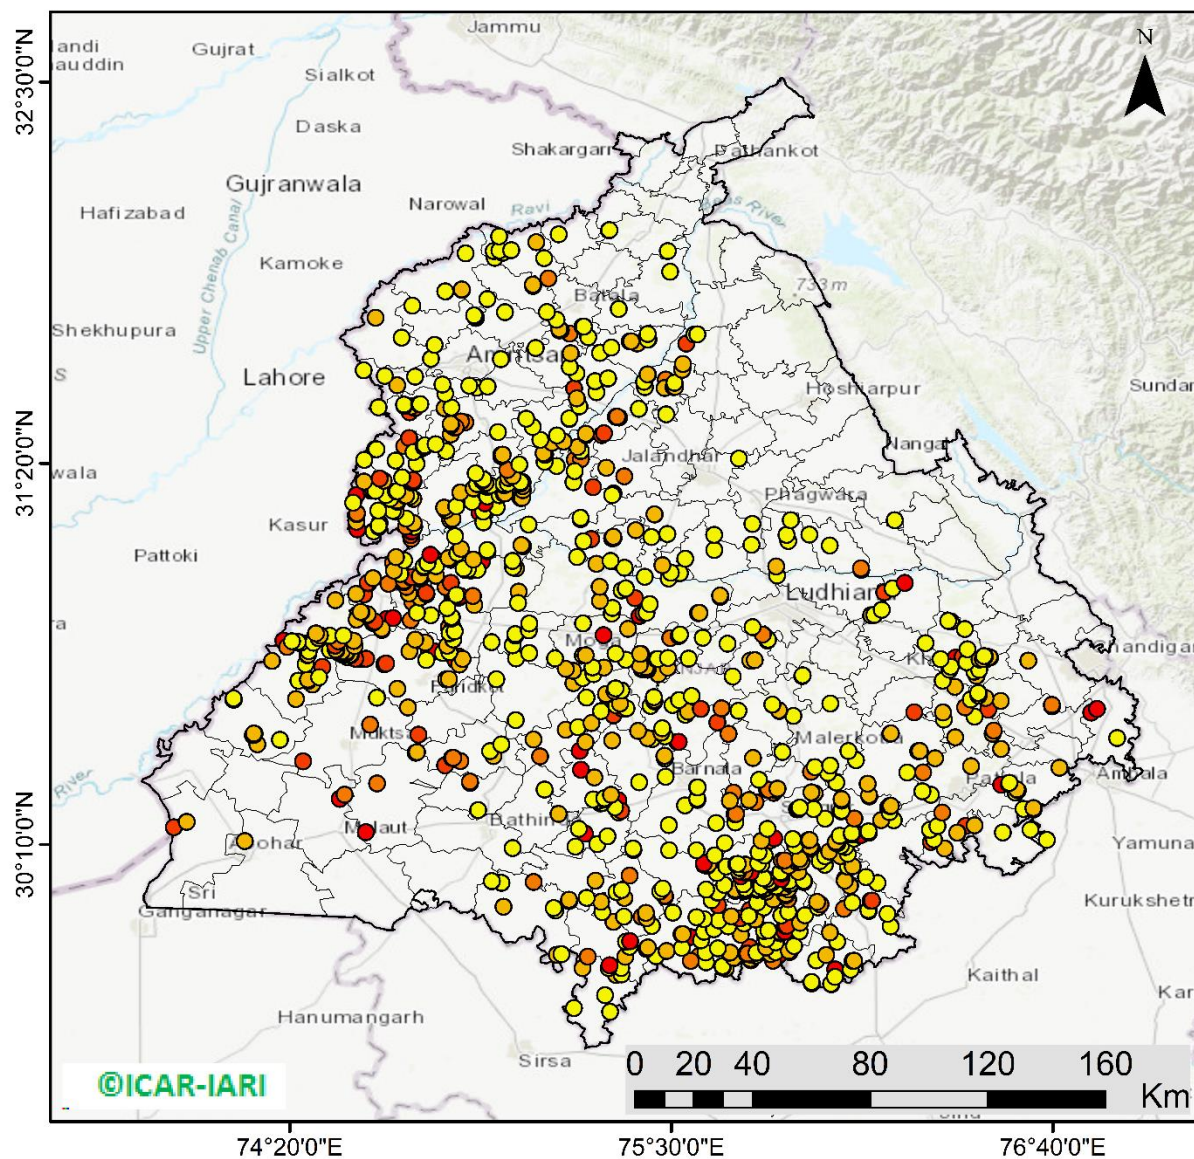 Jammu
N
andi
auddin
Gujrat
Sialkot
32°30'0"N
Daska
Shakargarh
Pathankot
Gujranwala
Hafizabad
Narowal
Ravi
Beas River
Upper Chenab Canal
Kamoke
733 m
Batala
Shekhupura
Amritsar
Lahore
S
Hoshiarpur
Sundar
31°20'0"N
wala
Jalandhar
Nangal
Phagwara
Kasur
Pattoki
Ludhiana
ra
Moga
handigar
NJAB
Faridkot
Muktsar
Malerkotla
Barnala
Patiala
Ambala
River
Bathinda
Malaut
30°10'0"N
Abohar
Yamuna
Sri
Ganganagar
Kurukshetr
Kaithal
Kar
Hanumangarh
Sirsa
0 20 40 80 120 160
Km
©ICAR-IARI
74°20'0"E
75°30'0"E
76°40'0"E